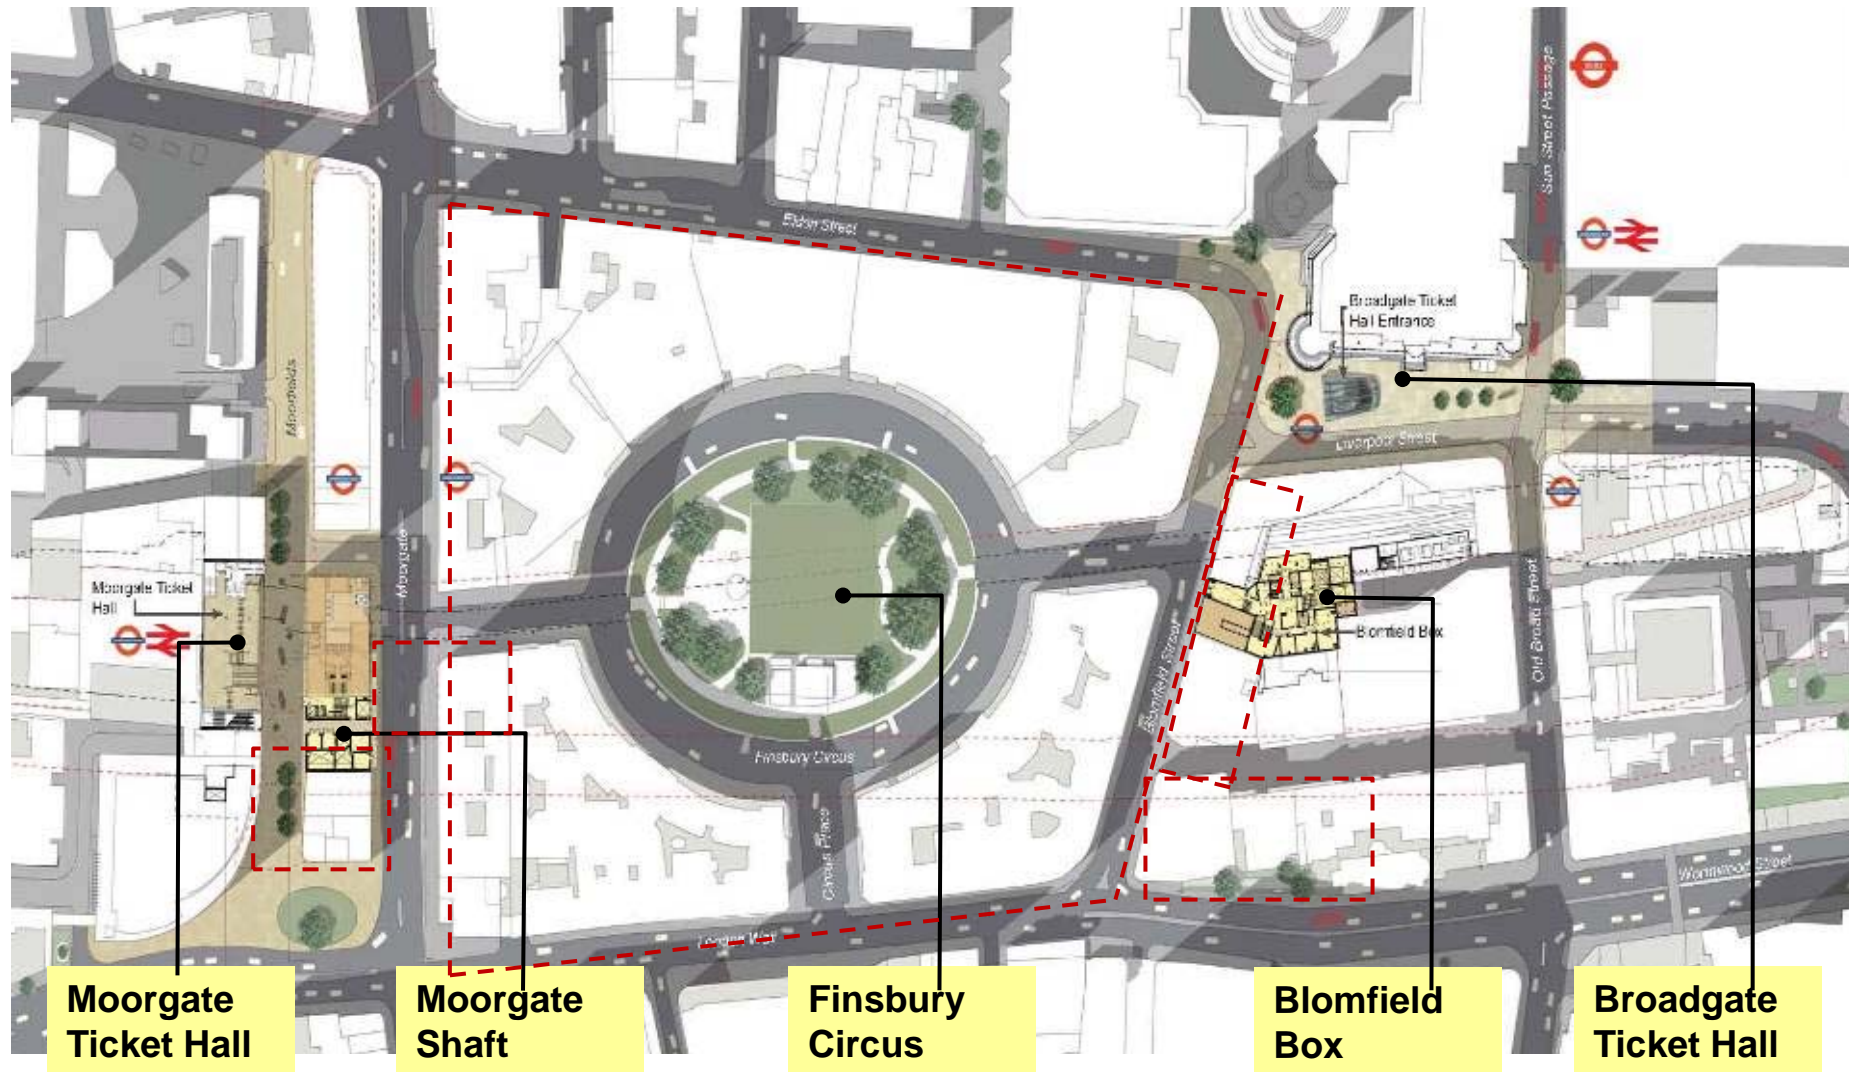 Sun Street Passage
Eldon Street
Broadgate Ticket
Hall Entrance
Liverpool Street
Moorfields
Moorgate
Moorgate Ticket
Hall
Blomfield Box
Blomfield Street
Old Broad Street
Finsbury Circus
Circus Place
Wormwood Street
London Wall
Moorgate
Ticket Hall
Moorgate
Shaft
Finsbury
Circus
Blomfield
Box
Broadgate
Ticket Hall